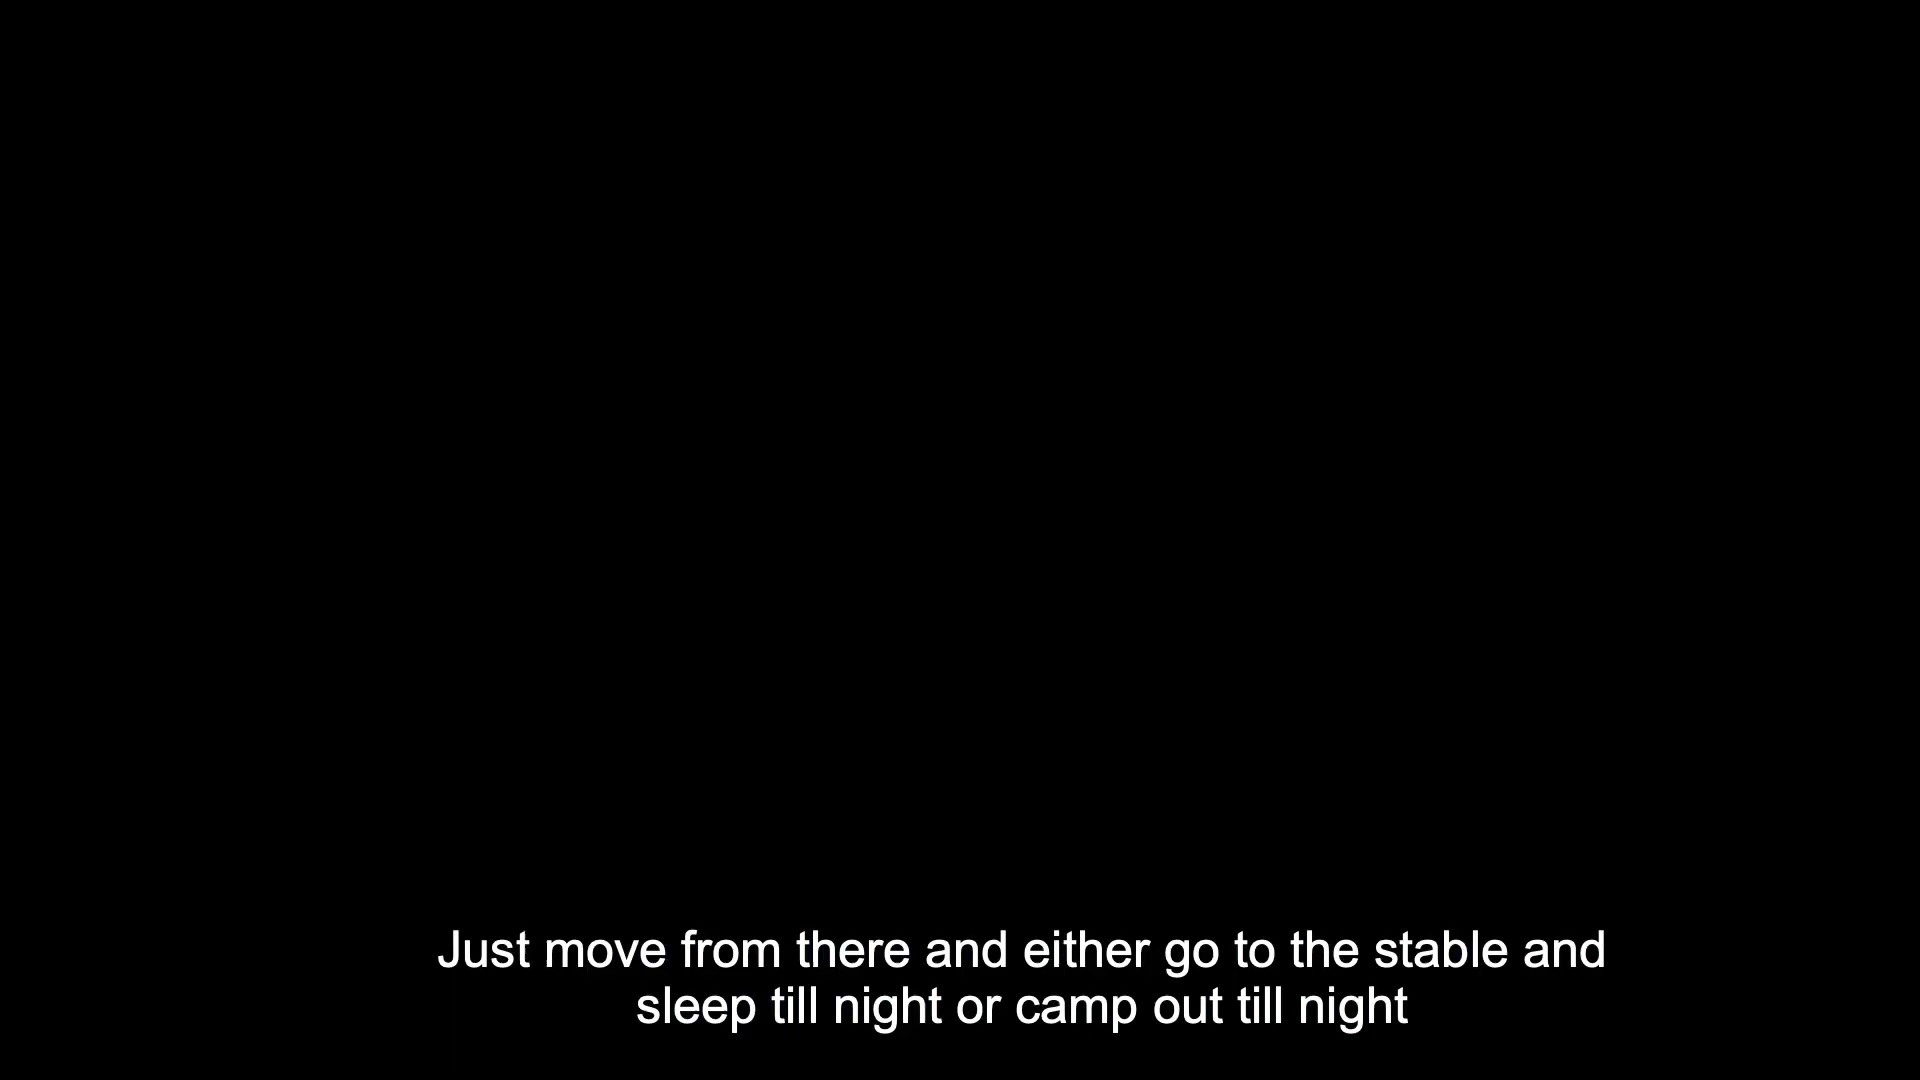 Just move from there and either go to the stable and
sleep till night or camp out till night